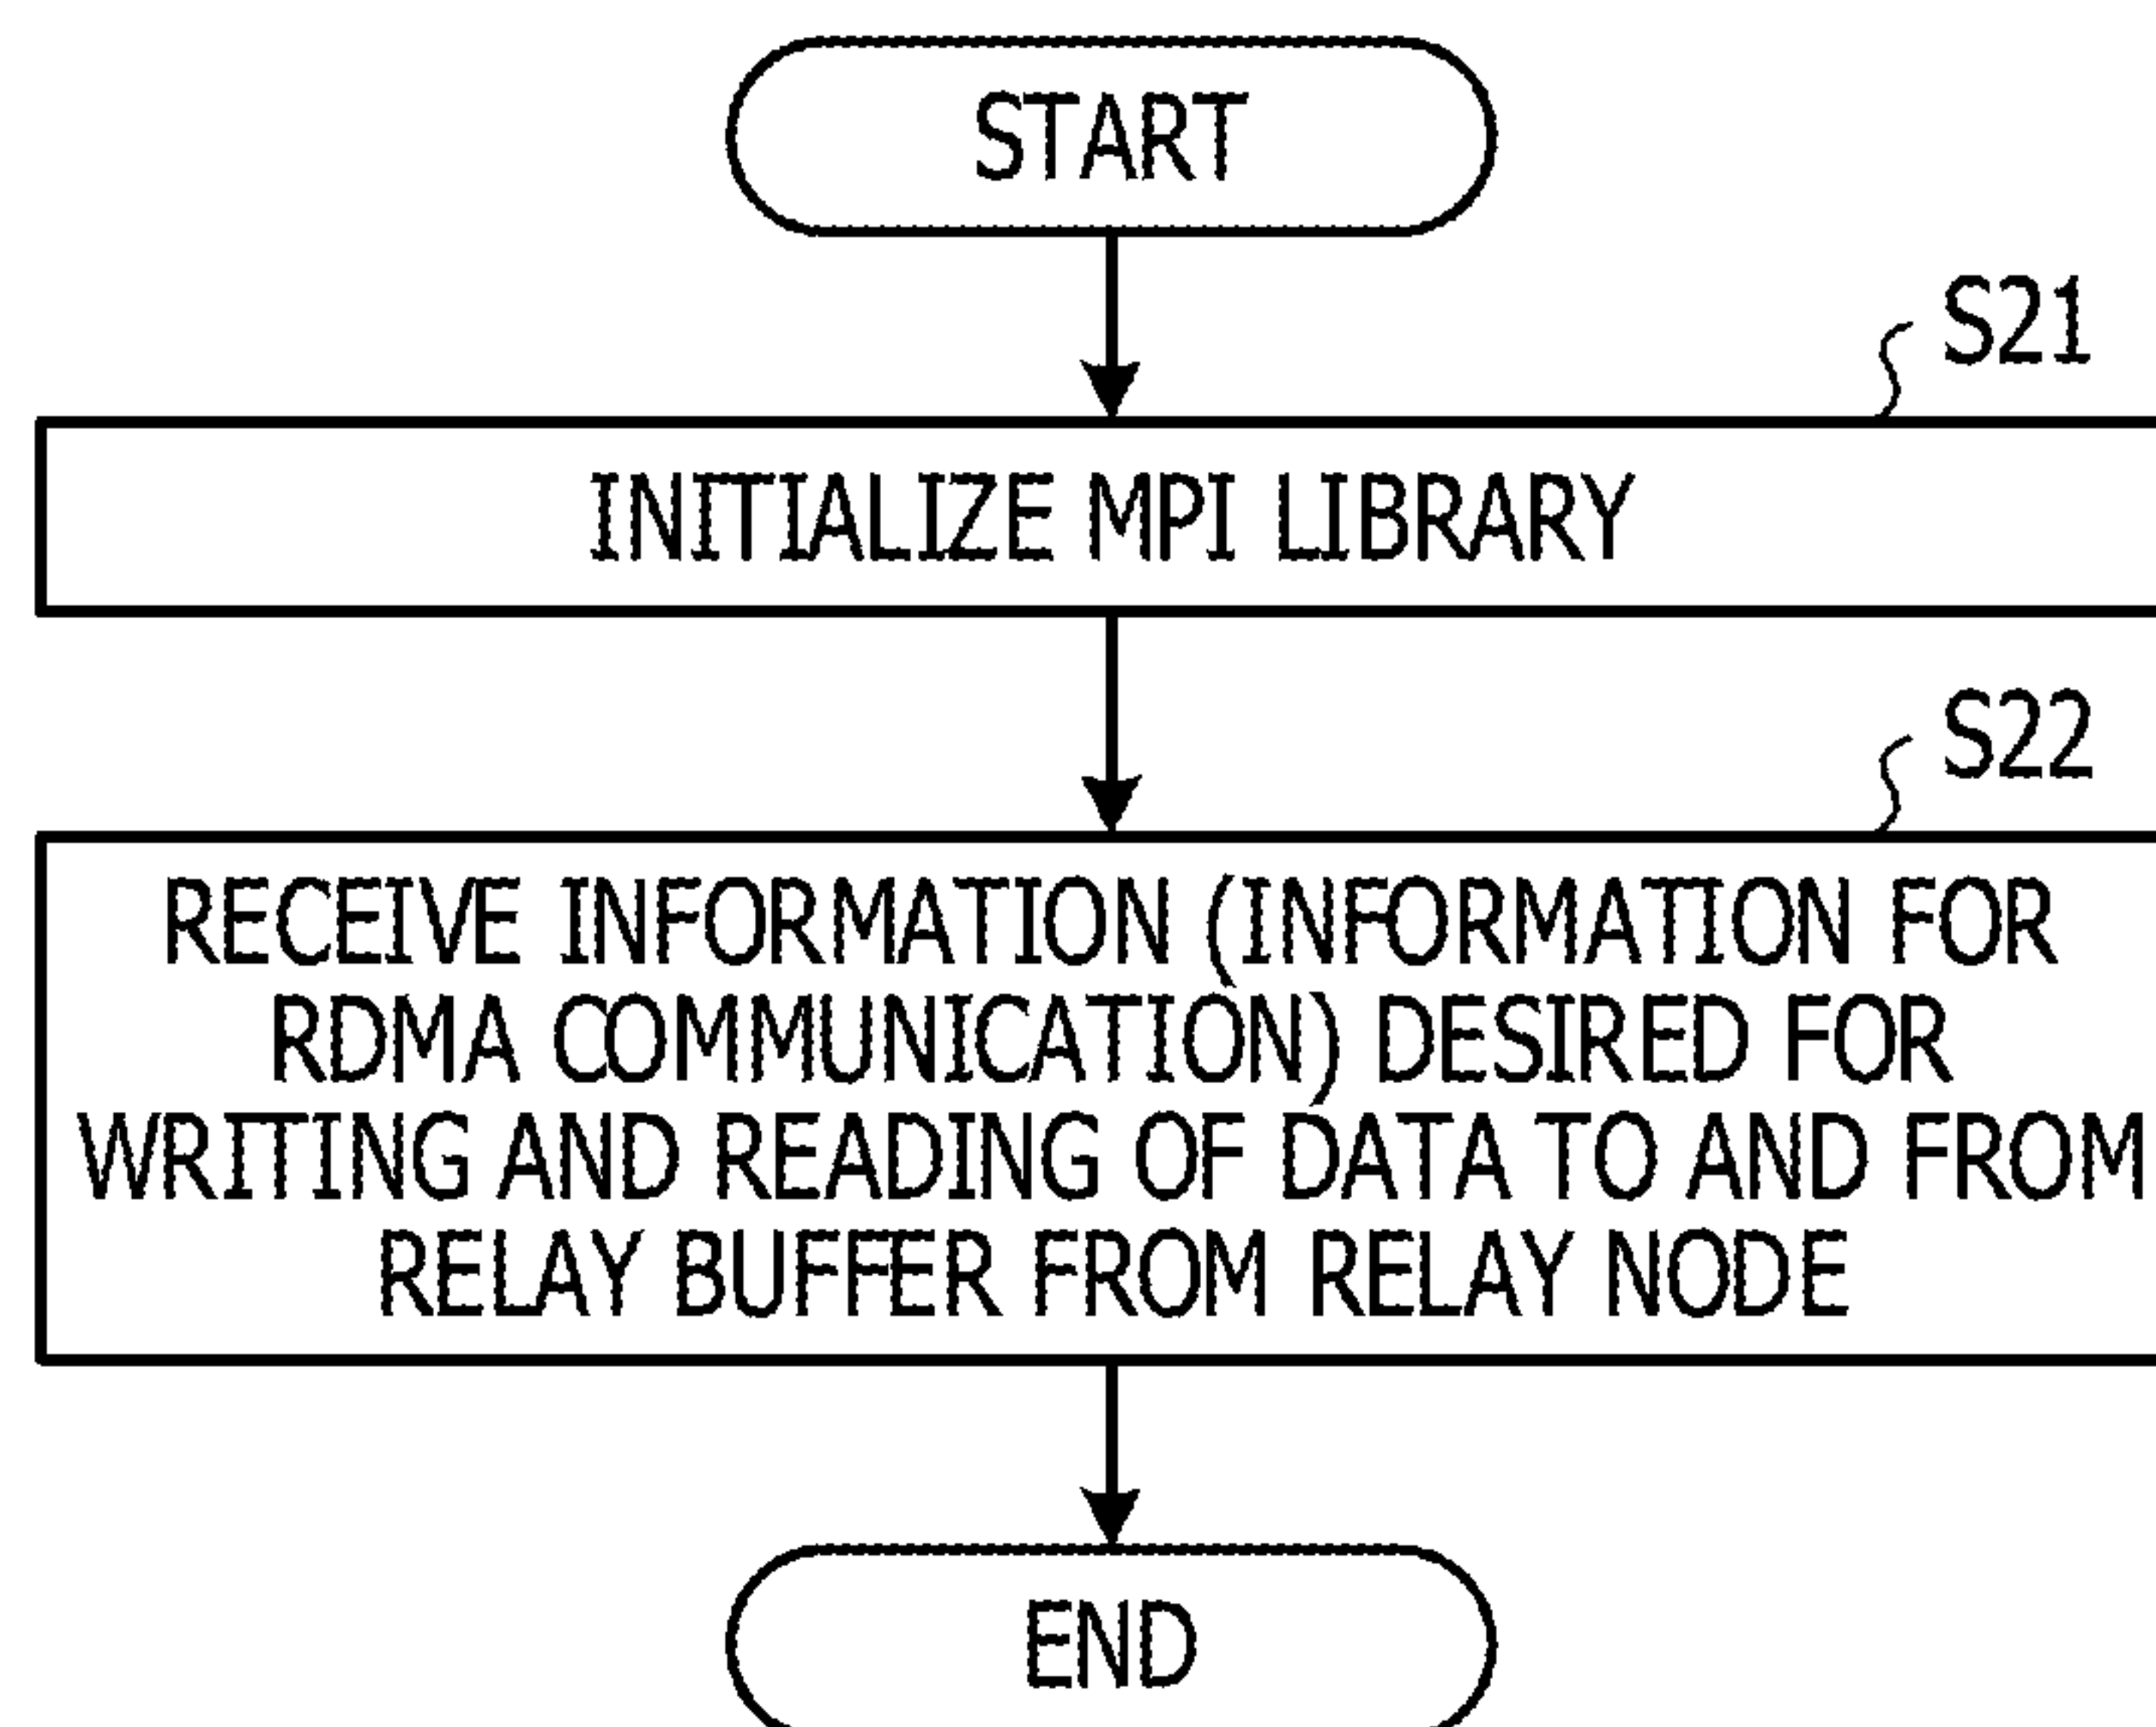 START
S21
INITIALIZE MPI LIBRARY
S22
RECEIVE INFORMATION (INFORMATION FOR
RDMA COMMUNICATION) DESIRED FOR
WRITING AND READING OF DATA TO AND FROM
RELAY BUFFER FROM RELAY NODE
END